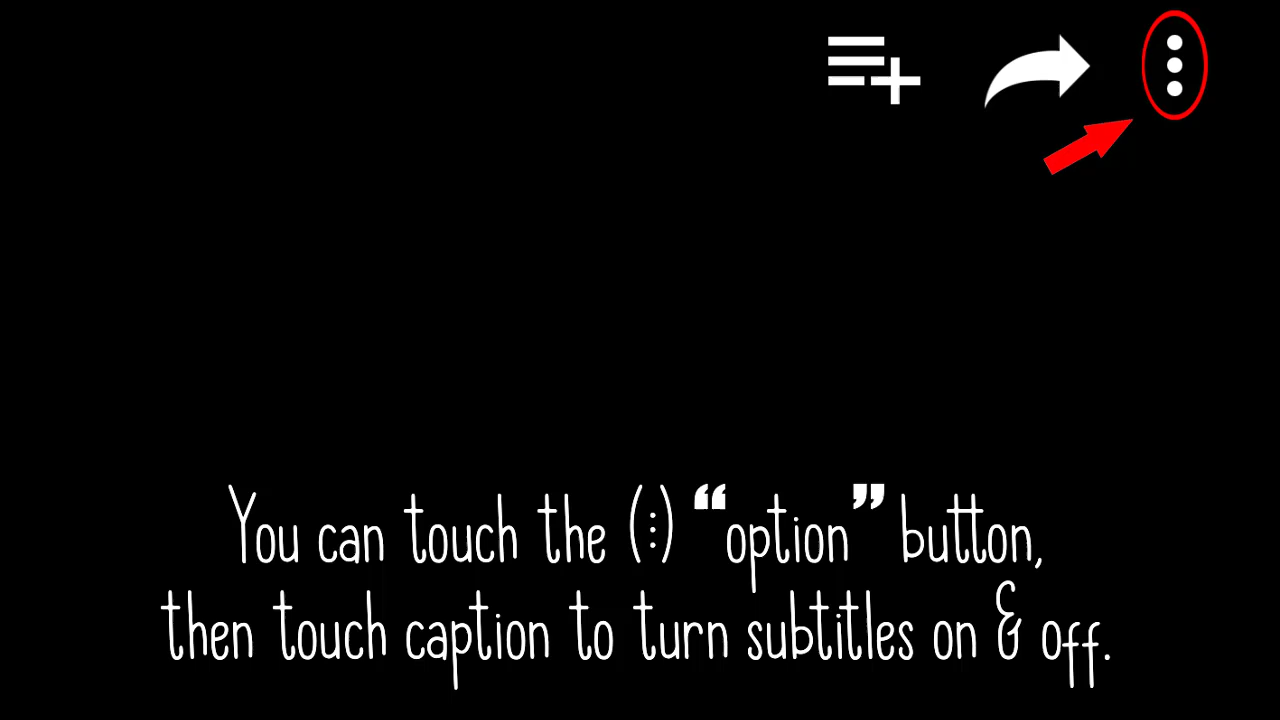 You can touch the (⋮) “option” button,
then touch caption to turn subtitles on & off.